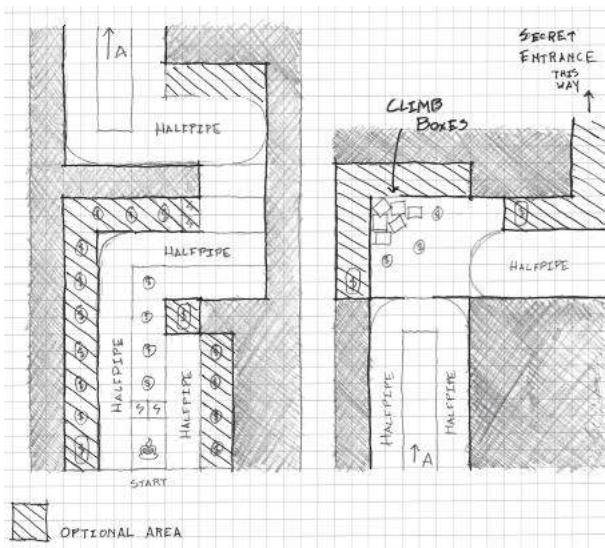 ↑A
HALFPIPE
HALFPIPE
HALFPIPE
HALFPIPE
START
SECRET
ENTRANCE
THIS
WAY
CLIMB
BOXES
HALFPIPE
HALFPIPE
HALFPIPE
↑A
OPTIONAL AREA